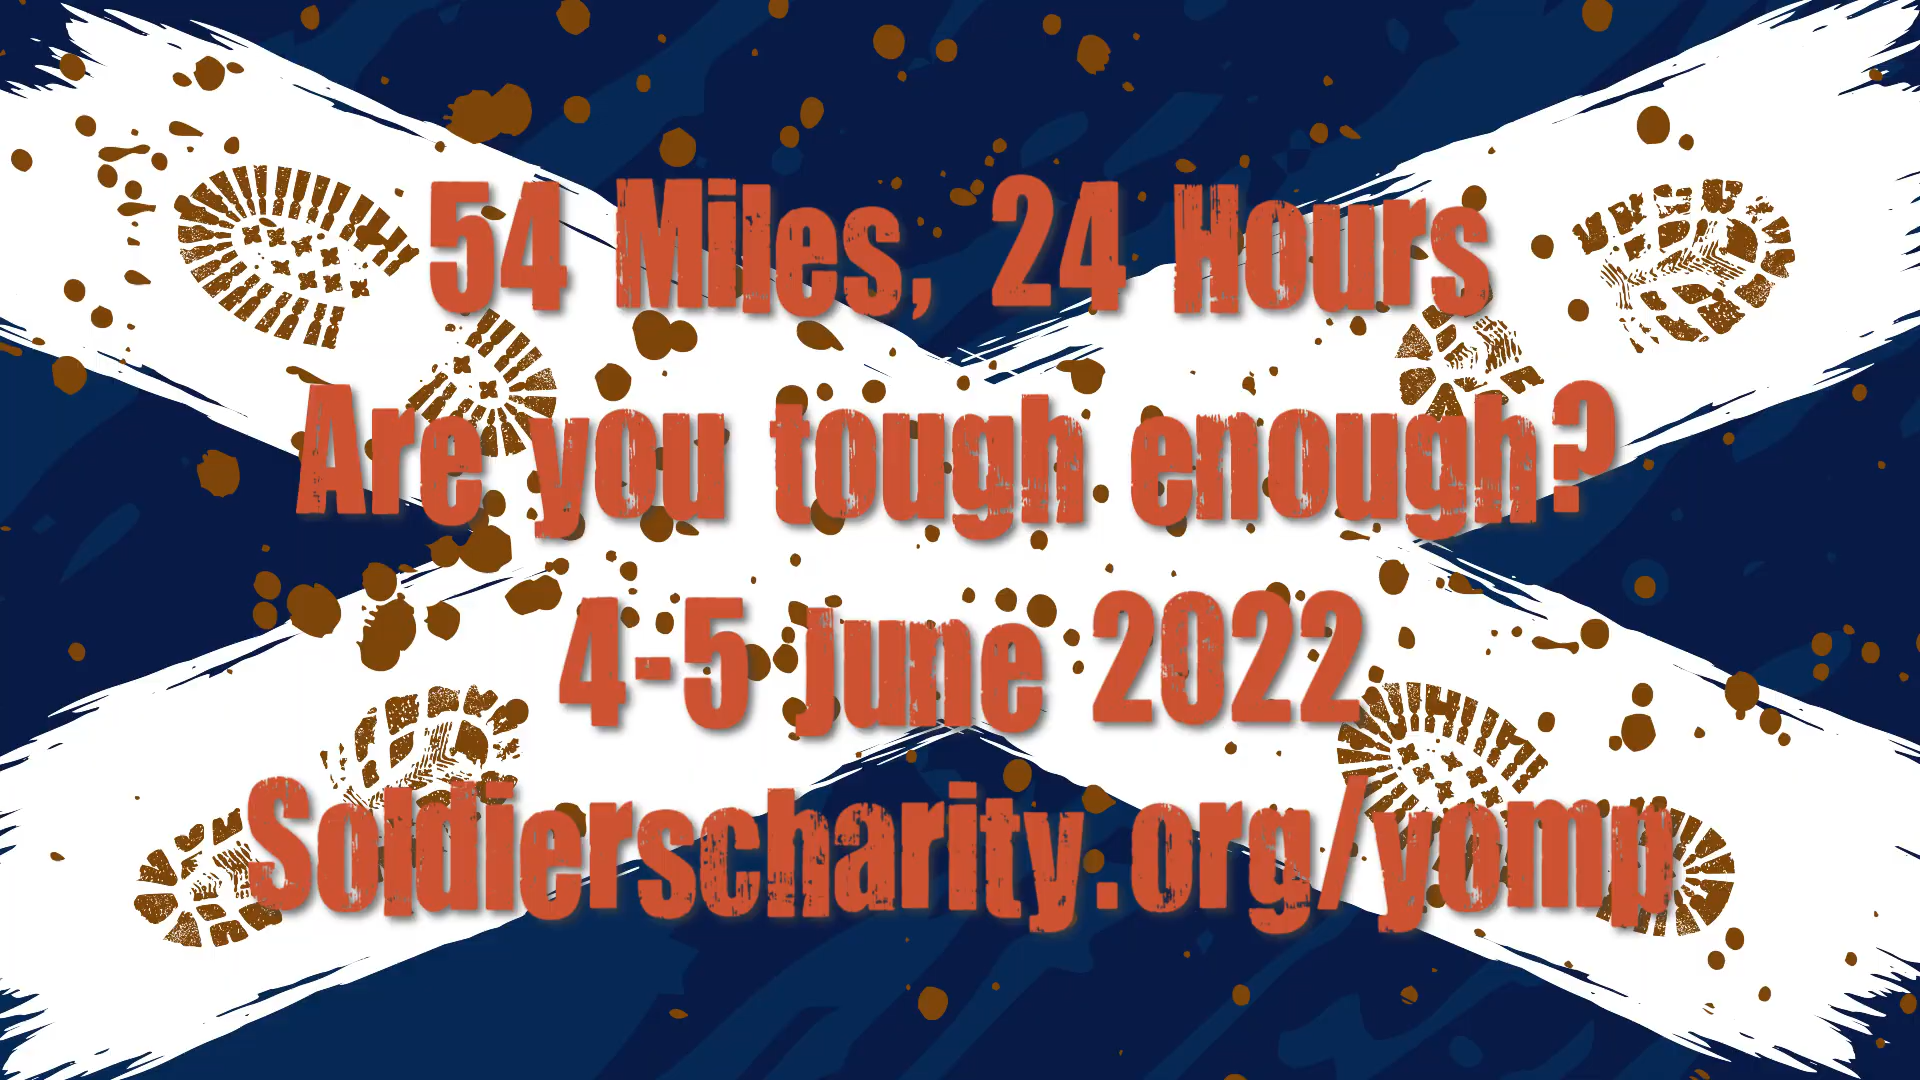 54 Miles, 24 Hours
Are you tough enough?
4-5 June 2022
Soldierscharity.org/yomp